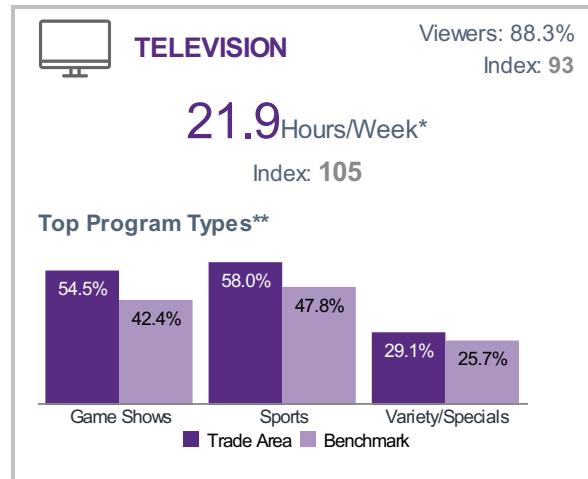 TELEVISION
Viewers: 88.3%
Index: 93
21.9Hours/Week*
Index: 105
Top Program Types**
54.5%
42.4%
58.0%
47.8%
29.1%
25.7%
Game Shows
Sports
Variety/Specials
Trade Area
Benchmark